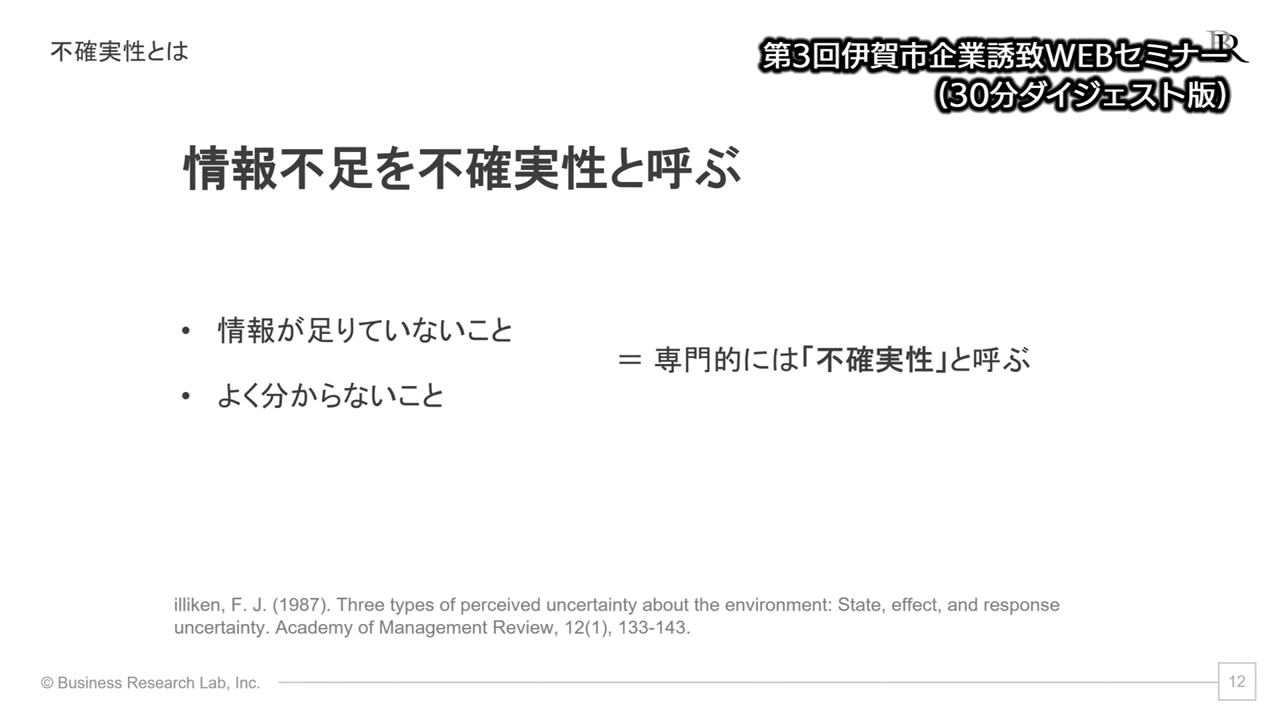 不確実性とは
第3回伊賀市企業誘致WEBセミナー
(30分ダイジェスト版)
情報不足を不確実性と呼ぶ
• 情報が足りていないこと
• よく分からないこと
＝ 専門的には「不確実性」と呼ぶ
illiken, F. J. (1987). Three types of perceived uncertainty about the environment: State, effect, and response
uncertainty. Academy of Management Review, 12(1), 133-143.
© Business Research Lab, Inc.
12